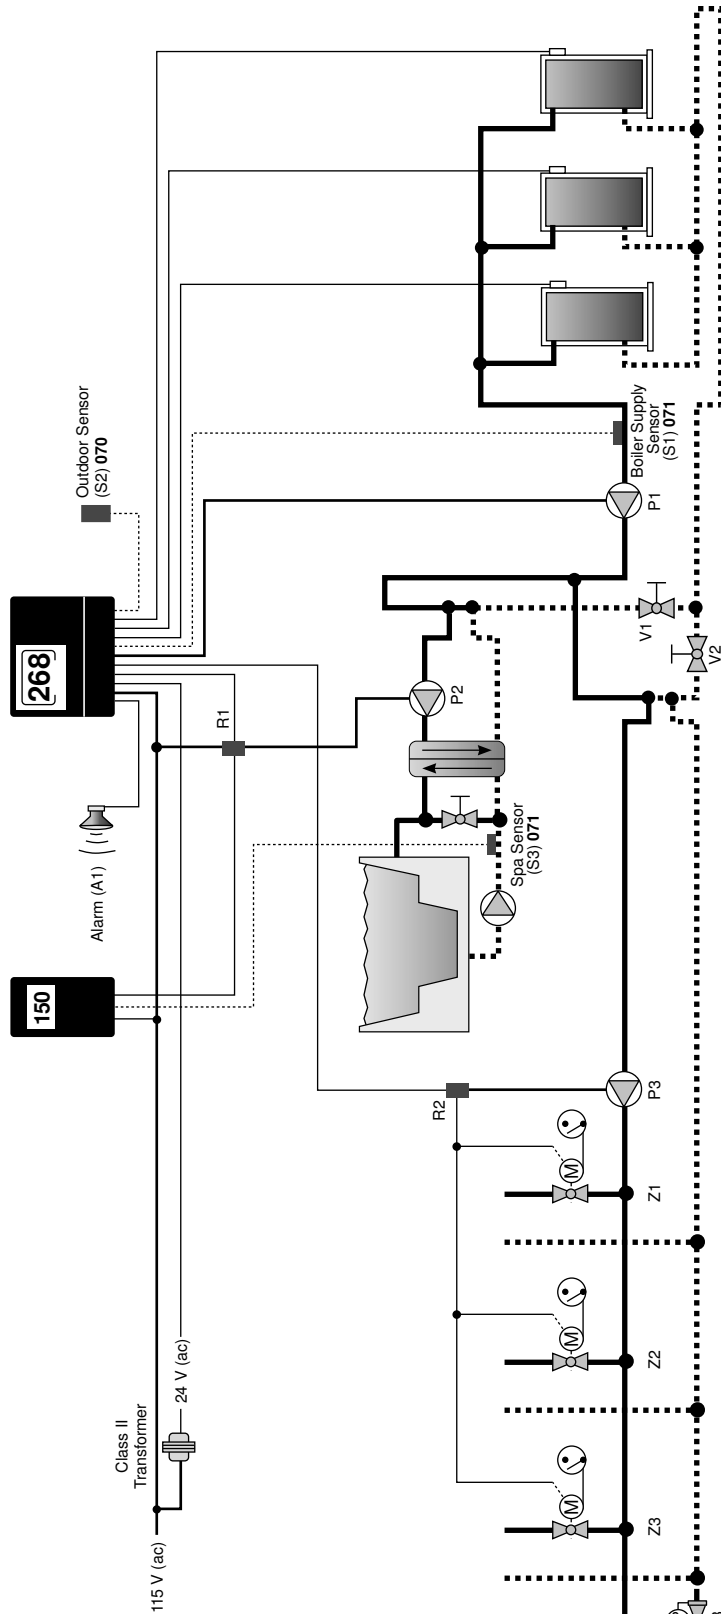 Outdoor Sensor
(S2) 070
268
Boiler Supply
Sensor
(S1) 071
P1
V1
V2
P2
R1
Alarm (A1)
Spa Sensor
(S3) 071
150
R2
P3
Z1
Z2
Z3
M
M
M
Class II
Transformer
24 V (ac)
115 V (ac)